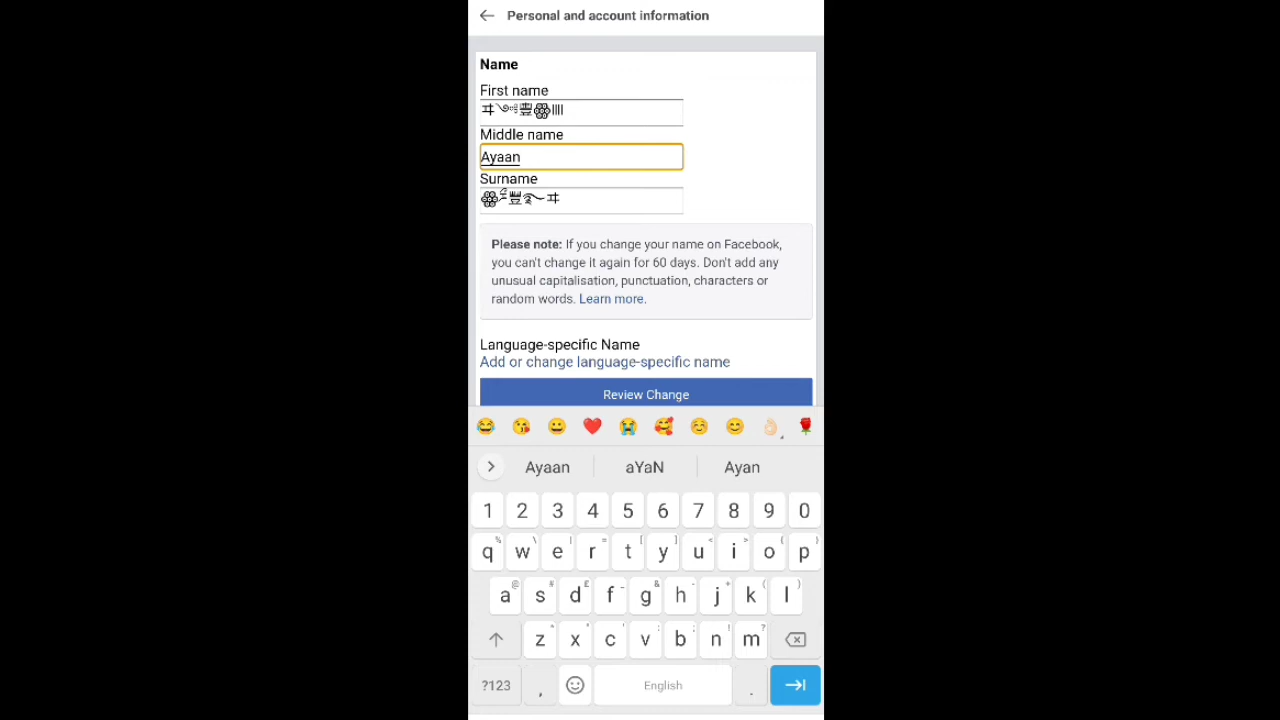 Personal and account information
Name
First name
Middle name
Ayaan
Surname
Please note: If you change your name on Facebook,
you can't change it again for 60 days. Don't add any
unusual capitalisation, punctuation, characters or
random words. Learn more.
Language-specific Name
Add or change language-specific name
Review Change
Ayaan aYaN Ayan
1 2 3 4 5 6 7 8 9 0
q w e r t y u i o p
a s d f g h j k l
z x c v b n m
?123 , English .